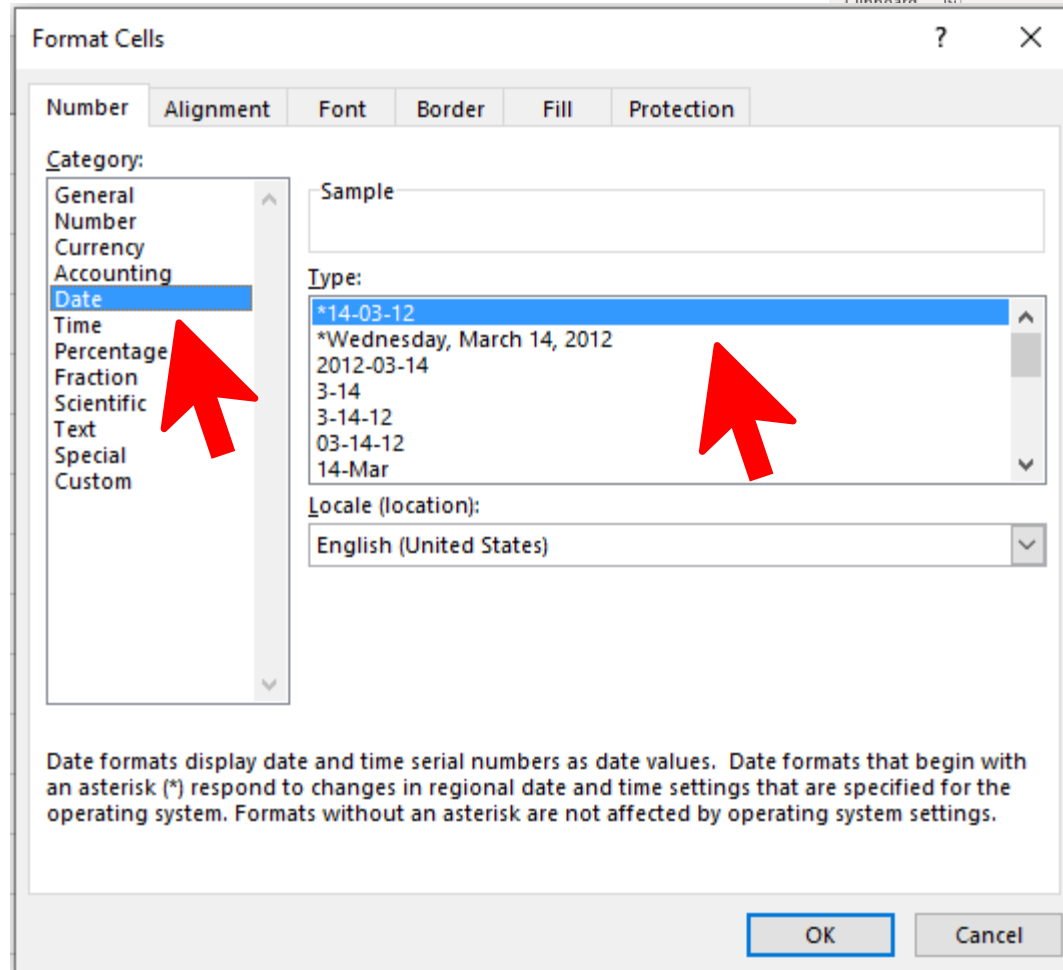 Format Cells ? ×
Number Alignment Font Border Fill Protection
Category:
General
Number
Currency
Accounting
Date
Time
Percentage
Fraction
Scientific
Text
Special
Custom
Sample
Type:
*14-03-12
*Wednesday, March 14, 2012
2012-03-14
3-14
3-14-12
03-14-12
14-Mar
Locale (location):
English (United States)
Date formats display date and time serial numbers as date values.  Date formats that begin with
an asterisk (*) respond to changes in regional date and time settings that are specified for the
operating system. Formats without an asterisk are not affected by operating system settings.
OK Cancel